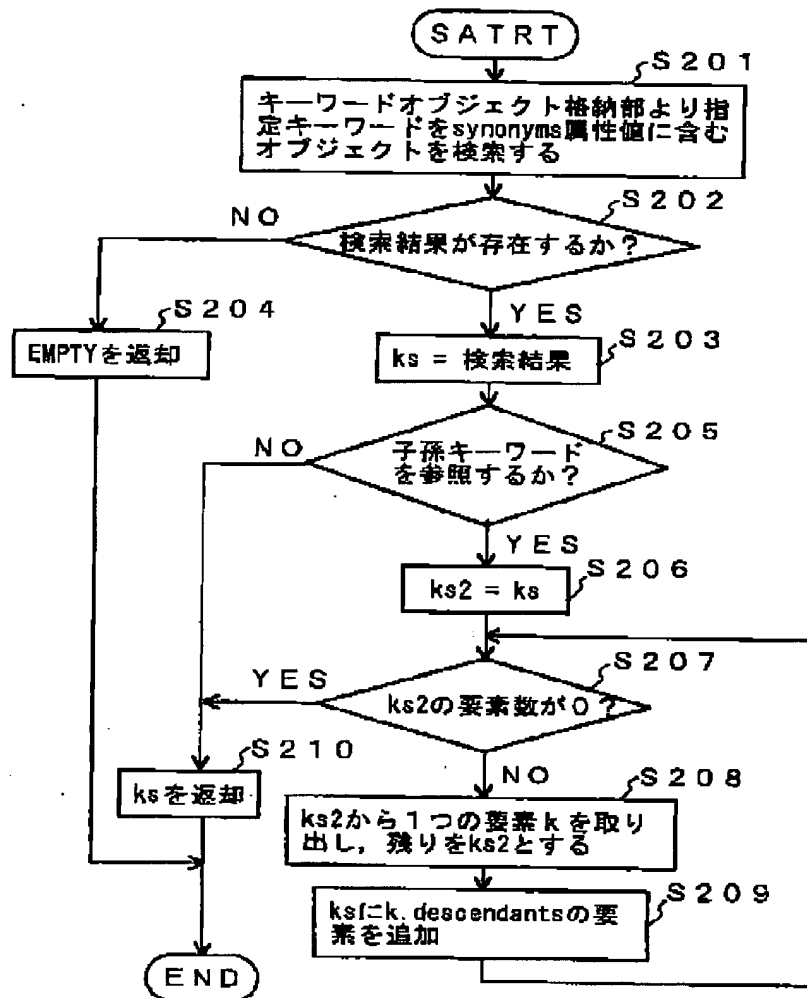 SATRT
S201
キーワードオブジェクト格納部より指
定キーワードをsynonyms属性値に含む
オブジェクトを検索する
S202
NO
検索結果が存在するか？
S204
YES
EMPTYを返却
S203
ks = 検索結果
S205
NO
子孫キーワード
を参照するか？
YES
S206
ks2 = ks
S207
YES
ks2の要素数が０？
S210
NO
ksを返却
S208
ks2から１つの要素ｋを取り
出し，残りをks2とする
S209
ksにk.descendantsの要
素を追加
END